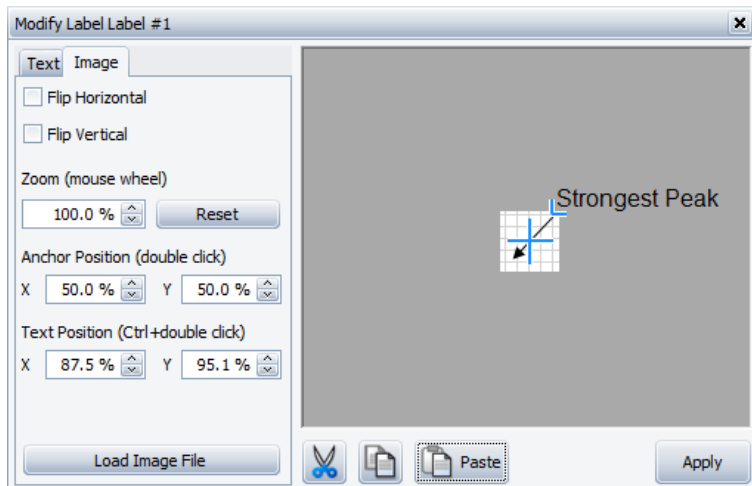 Modify Label Label #1
Text Image
Flip Horizontal
Flip Vertical
Zoom (mouse wheel)
100.0 % Reset
Anchor Position (double click)
X 50.0 % Y 50.0 %
Text Position (Ctrl+double click)
X 87.5 % Y 95.1 %
Load Image File
Strongest Peak
Paste
Apply